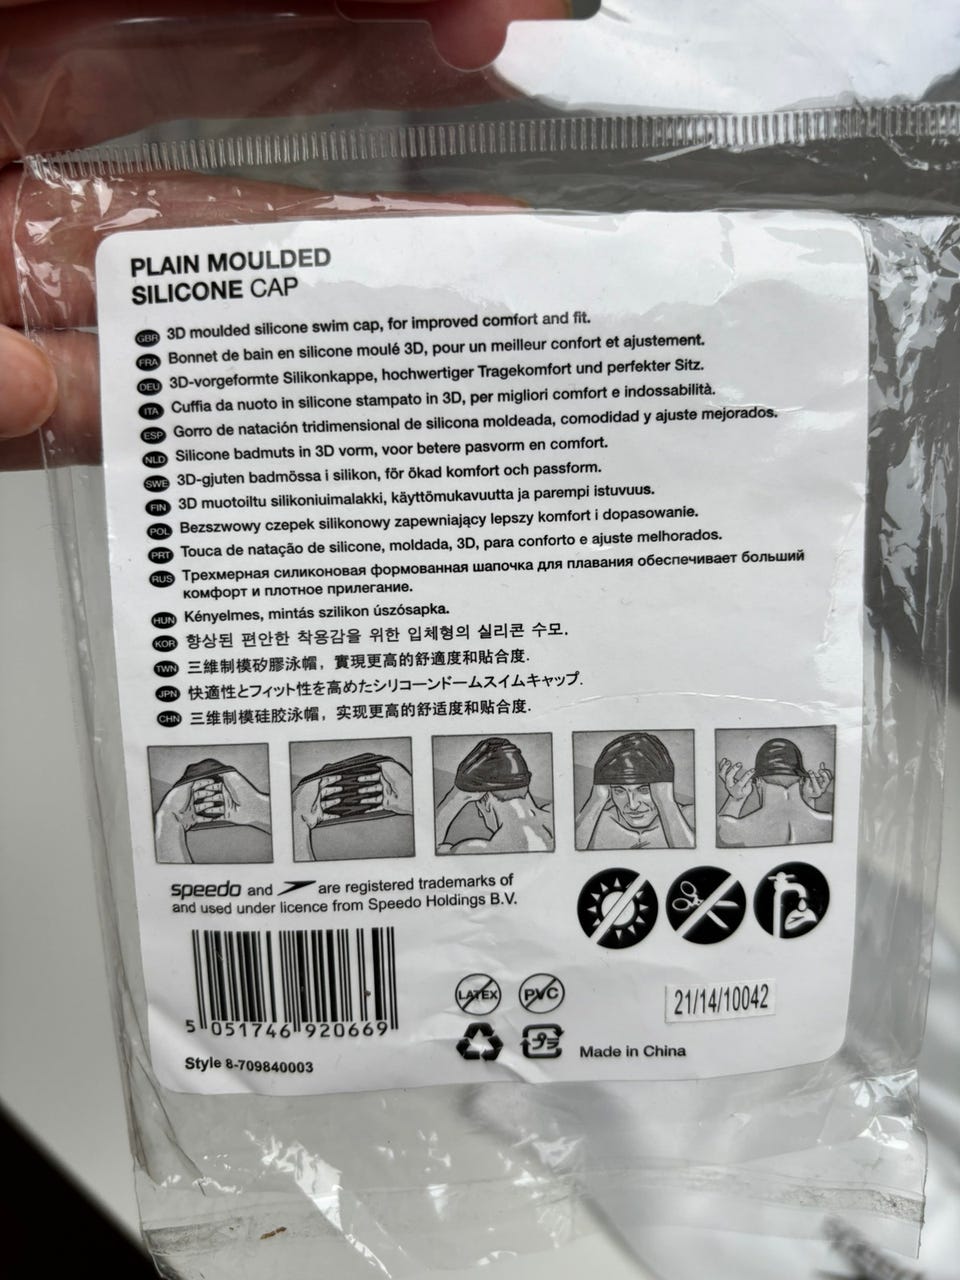 PLAIN MOULDED
SILICONE CAP
GBR 3D moulded silicone swim cap, for improved comfort and fit.
FRA Bonnet de bain en silicone moulé 3D, pour un meilleur confort et ajustement.
DEU 3D-vorgeformte Silikonkappe, hochwertiger Tragekomfort und perfekter Sitz.
ITA Cuffia da nuoto in silicone stampato in 3D, per migliori comfort e indossabilità.
ESP Gorro de natación tridimensional de silicona moldeada, comodidad y ajuste mejorados.
NLD Silicone badmuts in 3D vorm, voor betere pasvorm en comfort.
SWE 3D-gjuten badmössa i silikon, för ökad komfort och passform.
FIN 3D muotoiltu silikoniuimalakki, käyttömukavuutta ja parempi istuvuus.
POL Bezszwowy czepek silikonowy zapewniający lepszy komfort i dopasowanie.
PRT Touca de natação de silicone, moldada, 3D, para conforto e ajuste melhorados.
RUS Трехмерная силиконовая формованная шапочка для плавания обеспечивает больший
комфорт и плотное прилегание.
HUN Kényelmes, mintás szilikon úszósapka.
KOR 향상된 편안한 착용감을 위한 입체형의 실리콘 수모.
TWN 三維制模矽膠泳帽，實現更高的舒適度和貼合度.
JPN 快適性とフィット性を高めたシリコーンドームスイムキャップ.
CHN 三维制模硅胶泳帽，实现更高的舒适度和贴合度.
speedo and are registered trademarks of
and used under licence from Speedo Holdings B.V.
5 051746 920669
Style 8-709840003
LATEX PVC
21/14/10042
Made in China